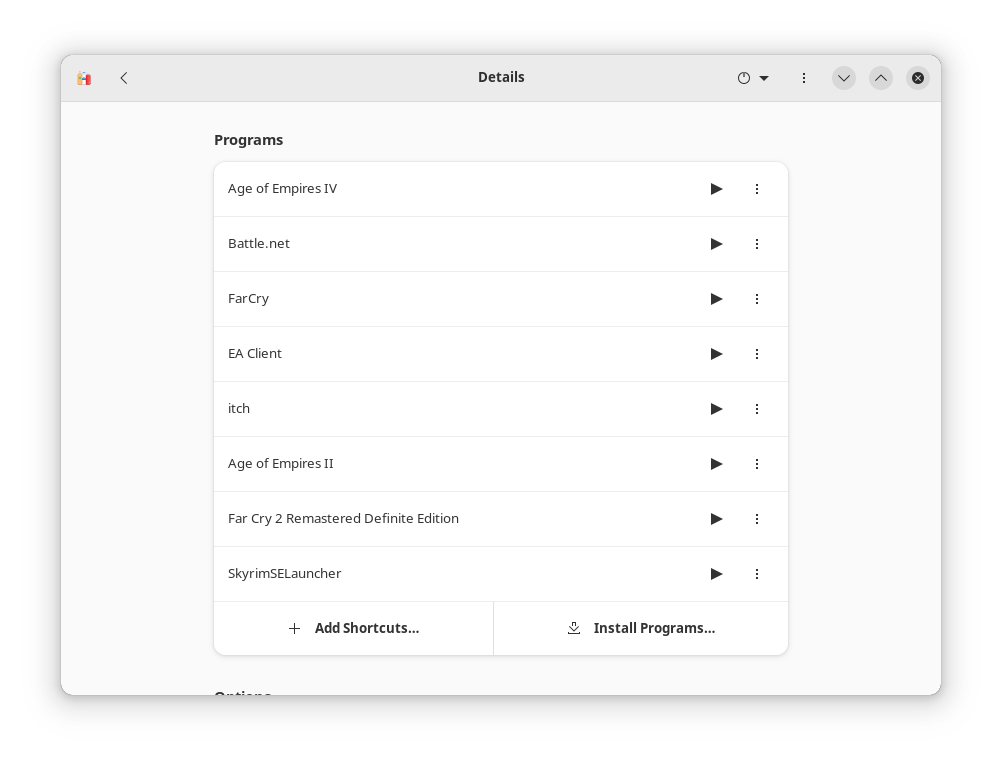 Details
Programs
Age of Empires IV
Battle.net
FarCry
EA Client
itch
Age of Empires II
Far Cry 2 Remastered Definite Edition
SkyrimSELauncher
Add Shortcuts...
Install Programs...
Options